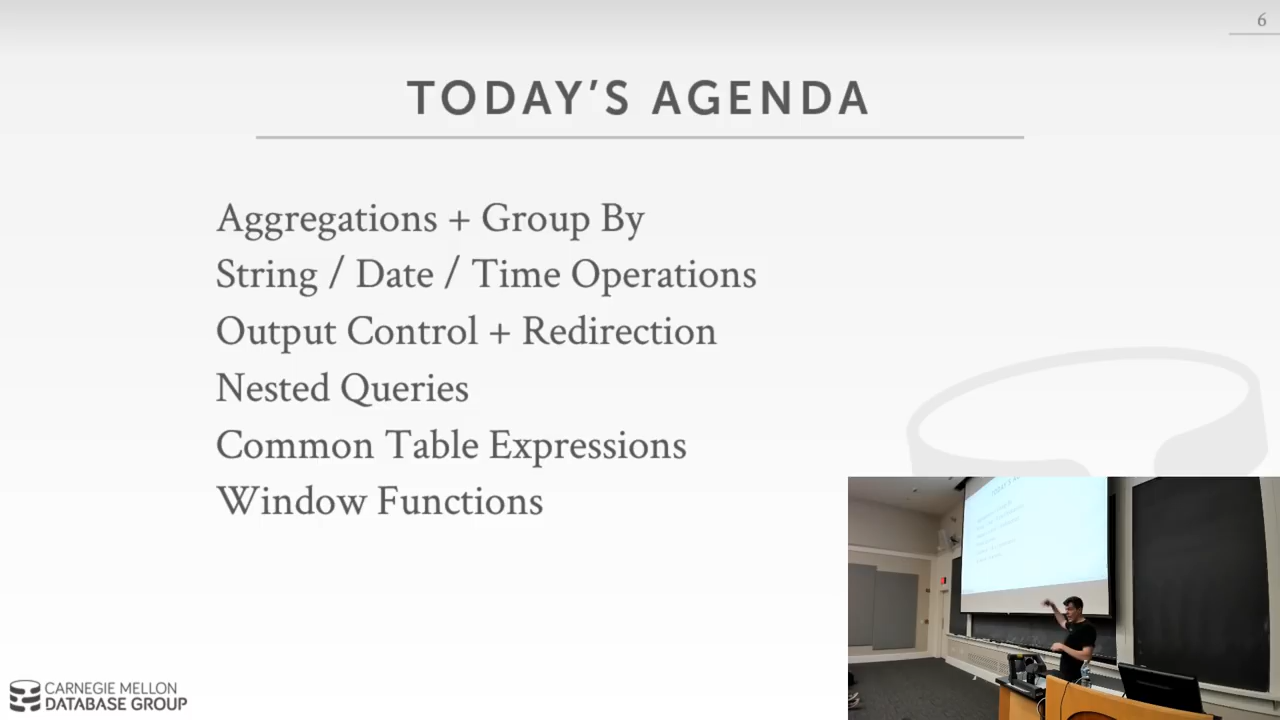 6
TODAY'S AGENDA
Aggregations + Group By
String / Date / Time Operations
Output Control + Redirection
Nested Queries
Common Table Expressions
Window Functions
CARNEGIE MELLON
DATABASE GROUP